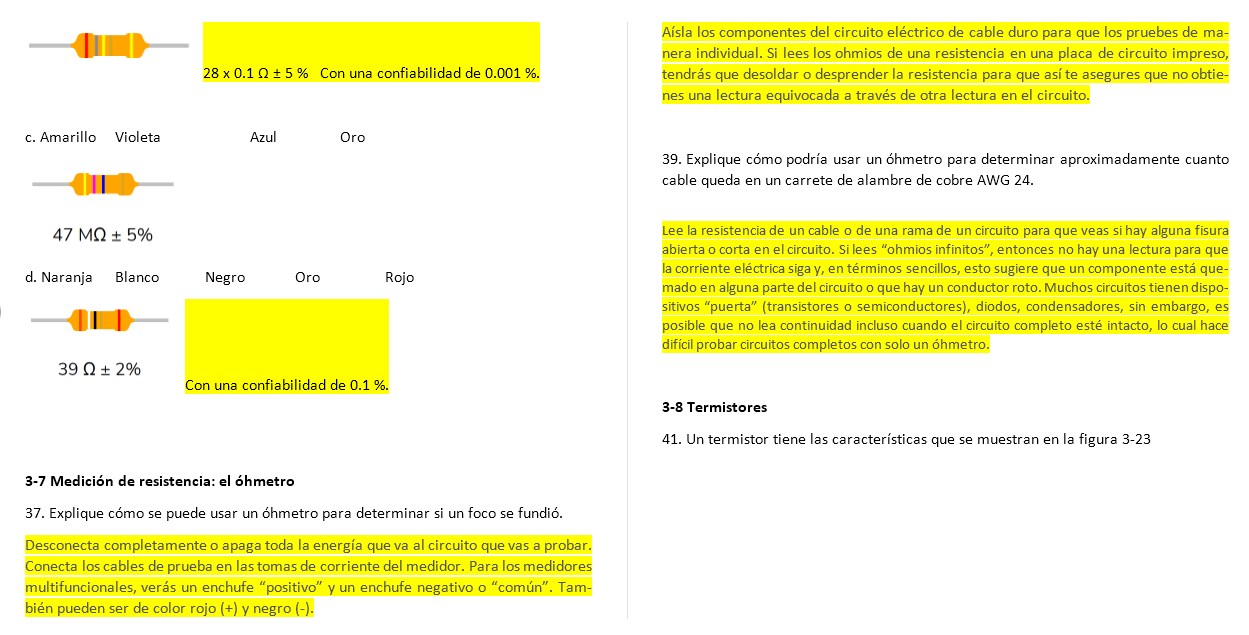 28 x 0.1 Ω ± 5 % Con una confiabilidad de 0.001 %.
c. Amarillo Violeta Azul Oro
47 MΩ ± 5%
d. Naranja Blanco Negro Oro Rojo
39 Ω ± 2%
Con una confiabilidad de 0.1 %.
3-7 Medición de resistencia: el óhmetro
37. Explique cómo se puede usar un óhmetro para determinar si un foco se fundió.
Desconecta completamente o apaga toda la energía que va al circuito que vas a probar.
Conecta los cables de prueba en las tomas de corriente del medidor. Para los medidores
multifuncionales, verás un enchufe “positivo” y un enchufe negativo o “común”. Tam-
bién pueden ser de color rojo (+) y negro (-).
Aísla los componentes del circuito eléctrico de cable duro para que los pruebes de ma-
nera individual. Si lees los ohmios de una resistencia en una placa de circuito impreso,
tendrás que desoldar o desprender la resistencia para que así te asegures que no obtie-
nes una lectura equivocada a través de otra lectura en el circuito.
39. Explique cómo podría usar un óhmetro para determinar aproximadamente cuanto
cable queda en un carrete de alambre de cobre AWG 24.
Lee la resistencia de un cable o de una rama de un circuito para que veas si hay alguna fisura
abierta o corta en el circuito. Si lees “ohmios infinitos”, entonces no hay una lectura para que
la corriente eléctrica siga y, en términos sencillos, esto sugiere que un componente está que-
mado en alguna parte del circuito o que hay un conductor roto. Muchos circuitos tienen dispo-
sitivos “puerta” (transistores o semiconductores), diodos, condensadores, sin embargo, es
posible que no lea continuidad incluso cuando el circuito completo esté intacto, lo cual hace
difícil probar circuitos completos con solo un óhmetro.
3-8 Termistores
41. Un termistor tiene las características que se muestran en la figura 3-23